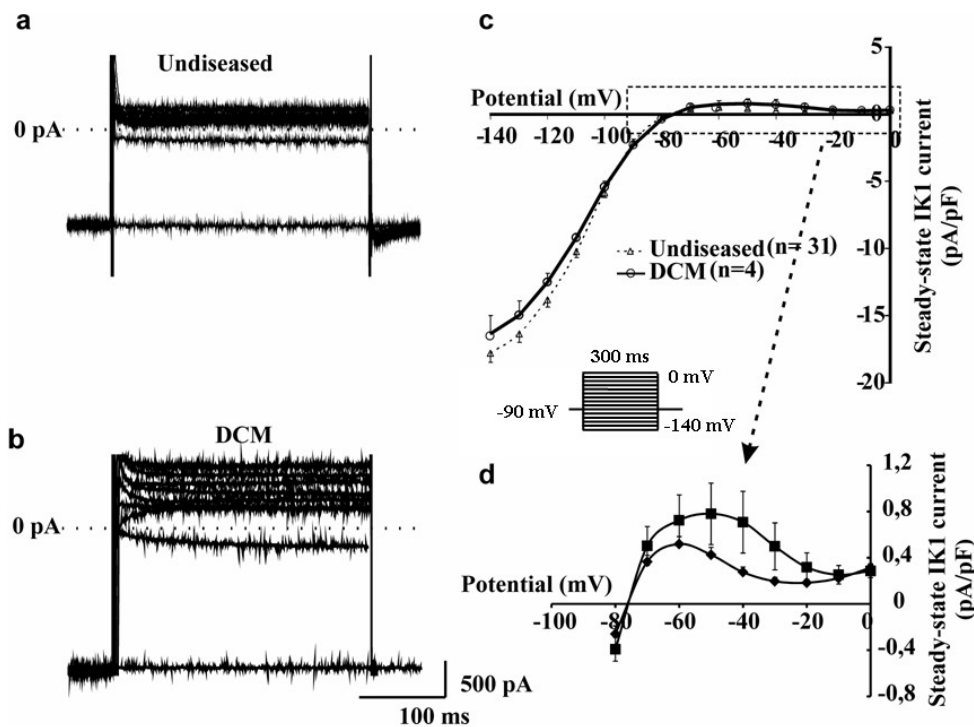 a
Undiseased
0 pA
b
DCM
0 pA
500 pA
100 ms
c
Potential (mV)
-140 -120 -100 -80 -60 -40 -20 0
5
-5
-10
-15
-20
Steady-state IK1 current
(pA/pF)
Undiseased (n= 31)
DCM (n=4)
300 ms
0 mV
-90 mV
-140 mV
d
Potential (mV)
-100 -80 -60 -40 -20 0
1,2
0,8
0,4
0
-0,4
-0,8
Steady-state IK1 current
(pA/pF)